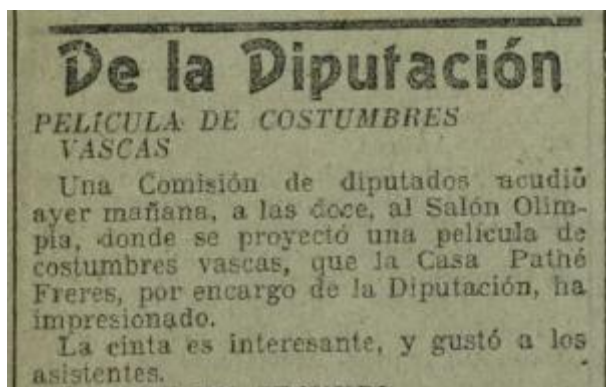 De la Diputación
PELÍCULA DE COSTUMBRES
VASCAS
Una Comisión de diputados acudió
ayer mañana, a las doce, al Salón Olim-
pia, donde se proyectó una película de
costumbres vascas, que la Casa Pathé
Freres, por encargo de la Diputación, ha
impresionado.
La cinta es interesante, y gustó a los
asistentes.